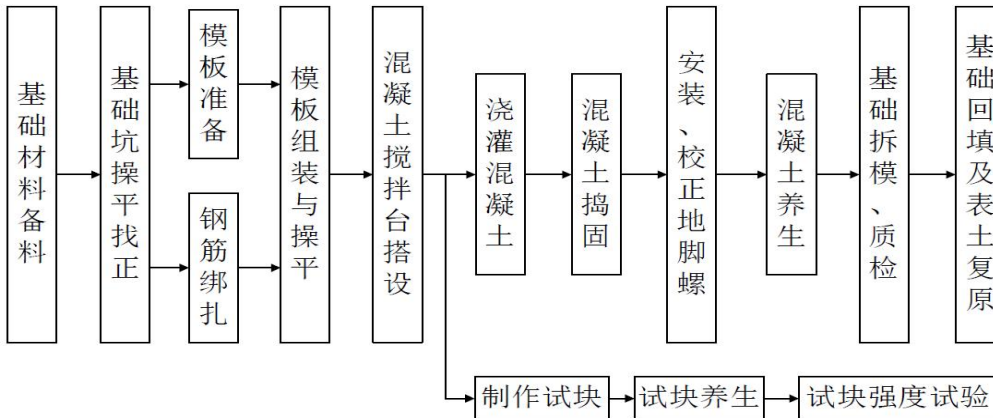 基础材料备料
基础坑操平找正
模板准备
钢筋绑扎
模板组装与操平
混凝土搅拌台搭设
浇灌混凝土
混凝土捣固
安装、校正地脚螺
混凝土养生
基础拆模、质检
基础回填及表土复原
制作试块
试块养生
试块强度试验